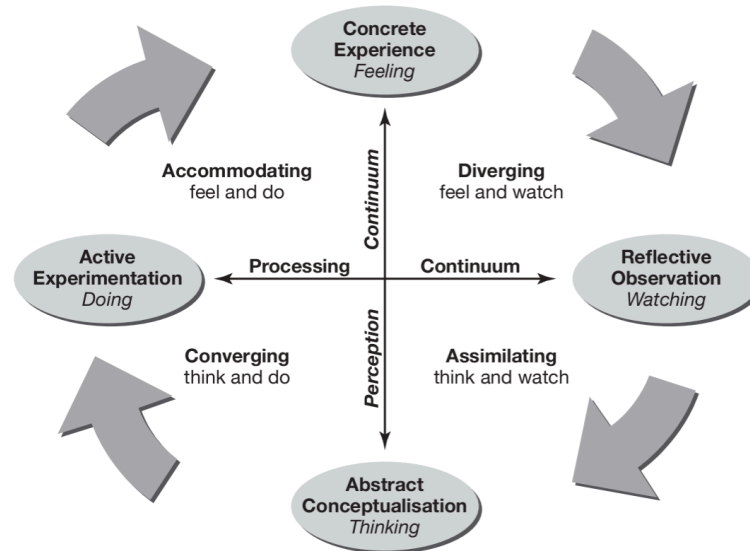 Concrete
Experience
Feeling
Accommodating
feel and do
Continuum
Diverging
feel and watch
Active
Experimentation
Doing
Processing
Continuum
Reflective
Observation
Watching
Converging
think and do
Perception
Assimilating
think and watch
Abstract
Conceptualisation
Thinking